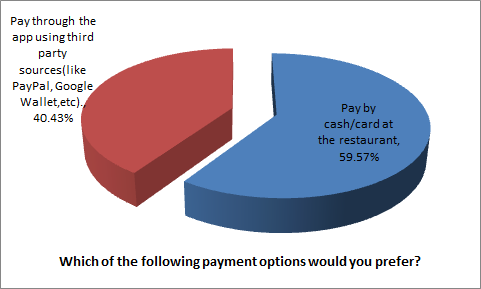 Pay through the
app using third
party
sources(like
PayPal, Google
Wallet,etc).,
40.43%
Pay by
cash/card at
the restaurant,
59.57%
Which of the following payment options would you prefer?